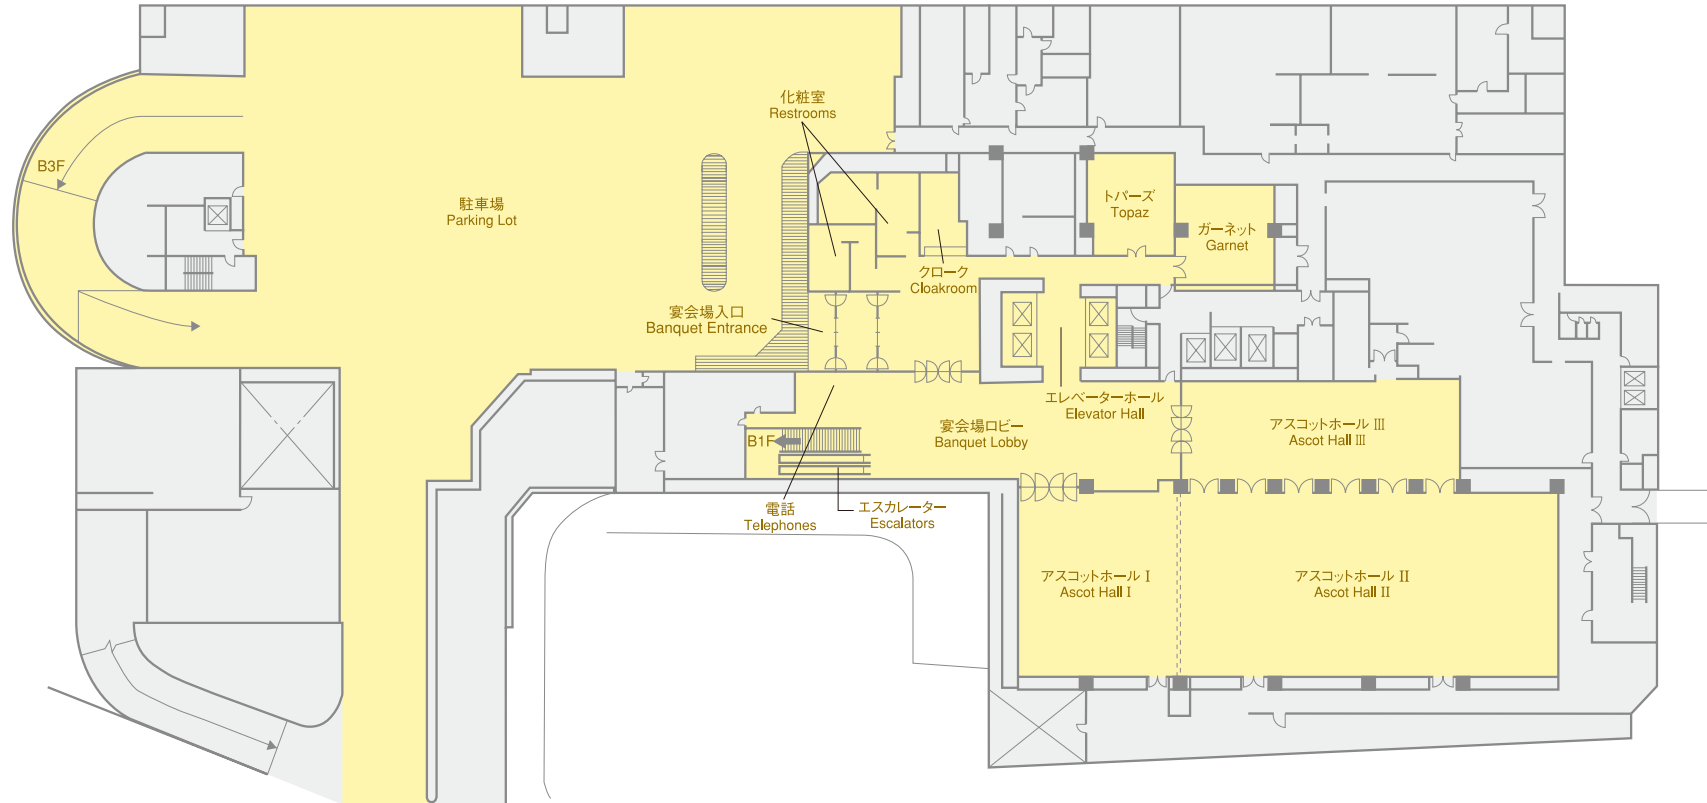 化粧室
Restrooms
B3F
駐車場
Parking Lot
トパーズ
Topaz
ガーネット
Garnet
クローク
Cloakroom
宴会場入口
Banquet Entrance
エレベーターホール
Elevator Hall
宴会場ロビー
Banquet Lobby
アスコットホール III
Ascot Hall III
B1F
電話
Telephones
エスカレーター
Escalators
アスコットホール I
Ascot Hall I
アスコットホール II
Ascot Hall II